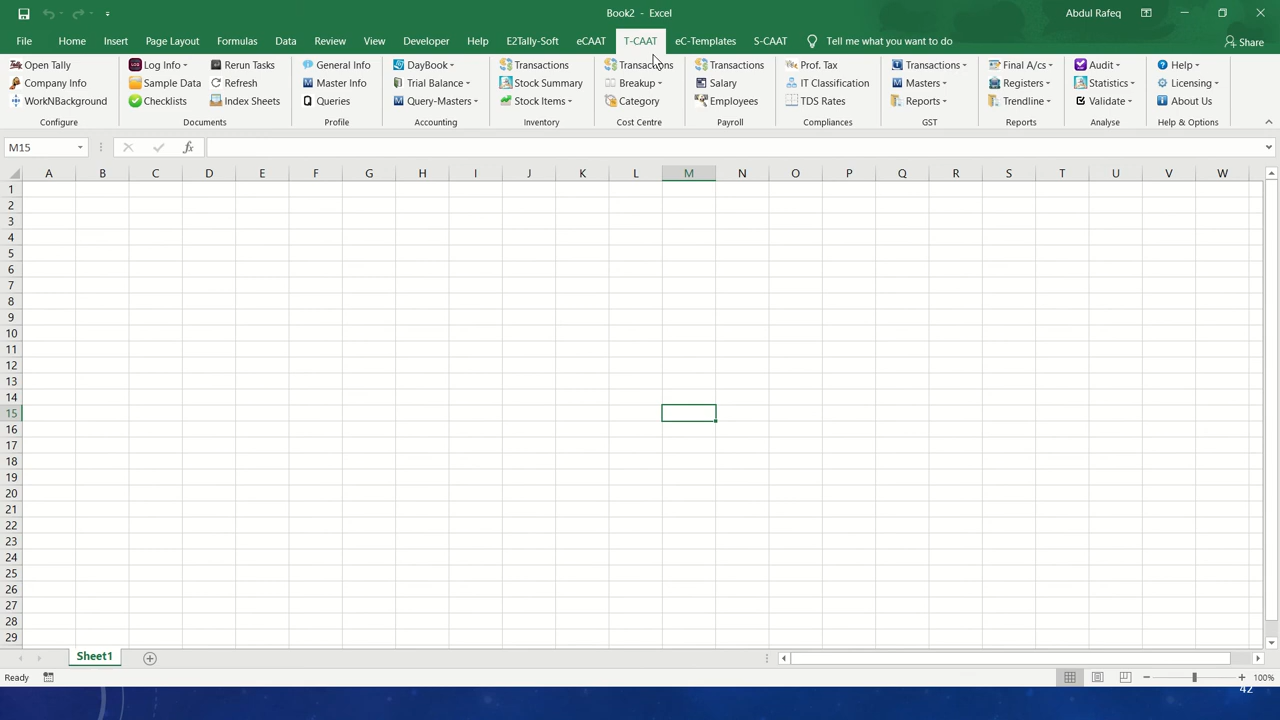 Book2 - Excel
Abdul Rafeq
File Home Insert Page Layout Formulas Data Review View Developer Help E2Tally-Soft eCAAT T-CAAT eC-Templates S-CAAT Tell me what you want to do Share
Open Tally Log Info Rerun Tasks General Info DayBook Transactions Transactions Transactions Prof. Tax Transactions Final A/cs Audit Help
Company Info Sample Data Refresh Master Info Trial Balance Stock Summary Breakup Salary IT Classication Masters Registers Statistics Licensing
WorkNBackground Checklists Index Sheets Queries Query-Masters Stock Items Category Employees TDS Rates Reports Trendline Validate About Us
Configure Documents Profile Accounting Inventory Cost Centre Payroll Compliances GST Reports Analyse Help & Options
M15 fx
A B C D E F G H I J K L M N O P Q R S T U V W
1
2
3
4
5
6
7
8
9
10
11
12
13
14
15
16
17
18
19
20
21
22
23
24
25
26
27
28
29
Sheet1
Ready 100%
42